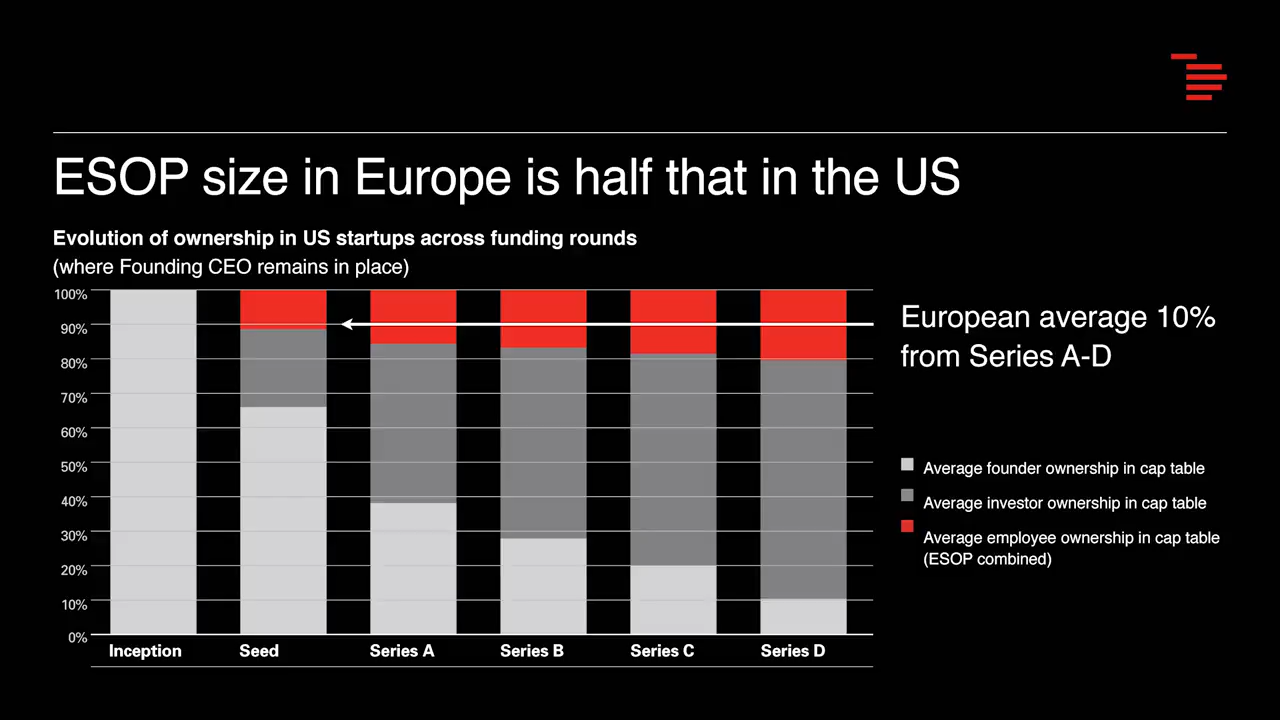 ESOP size in Europe is half that in the US
Evolution of ownership in US startups across funding rounds
(where Founding CEO remains in place)
100%
90%
80%
70%
60%
50%
40%
30%
20%
10%
0%
Inception
Seed
Series A
Series B
Series C
Series D
European average 10%
from Series A-D
Average founder ownership in cap table
Average investor ownership in cap table
Average employee ownership in cap table
(ESOP combined)